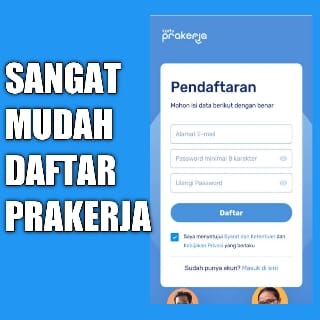 SANGAT
MUDAH
DAFTAR
PRAKERJA
kartu
prakerja
Pendaftaran
Mohon isi data berikut dengan benar
Alamat E-mail
Password minimal 8 karakter
Ulangi Password
Daftar
Saya menyetujui Syarat dan Ketentuan dan
Kebijakan Privasi yang berlaku
Sudah punya akun? Masuk di sini